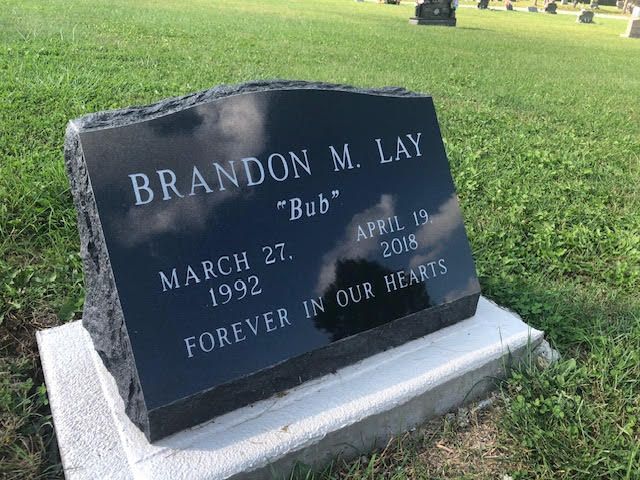 BRANDON M. LAY
"Bub"
MARCH 27, 1992
APRIL 19, 2018
FOREVER IN OUR HEARTS